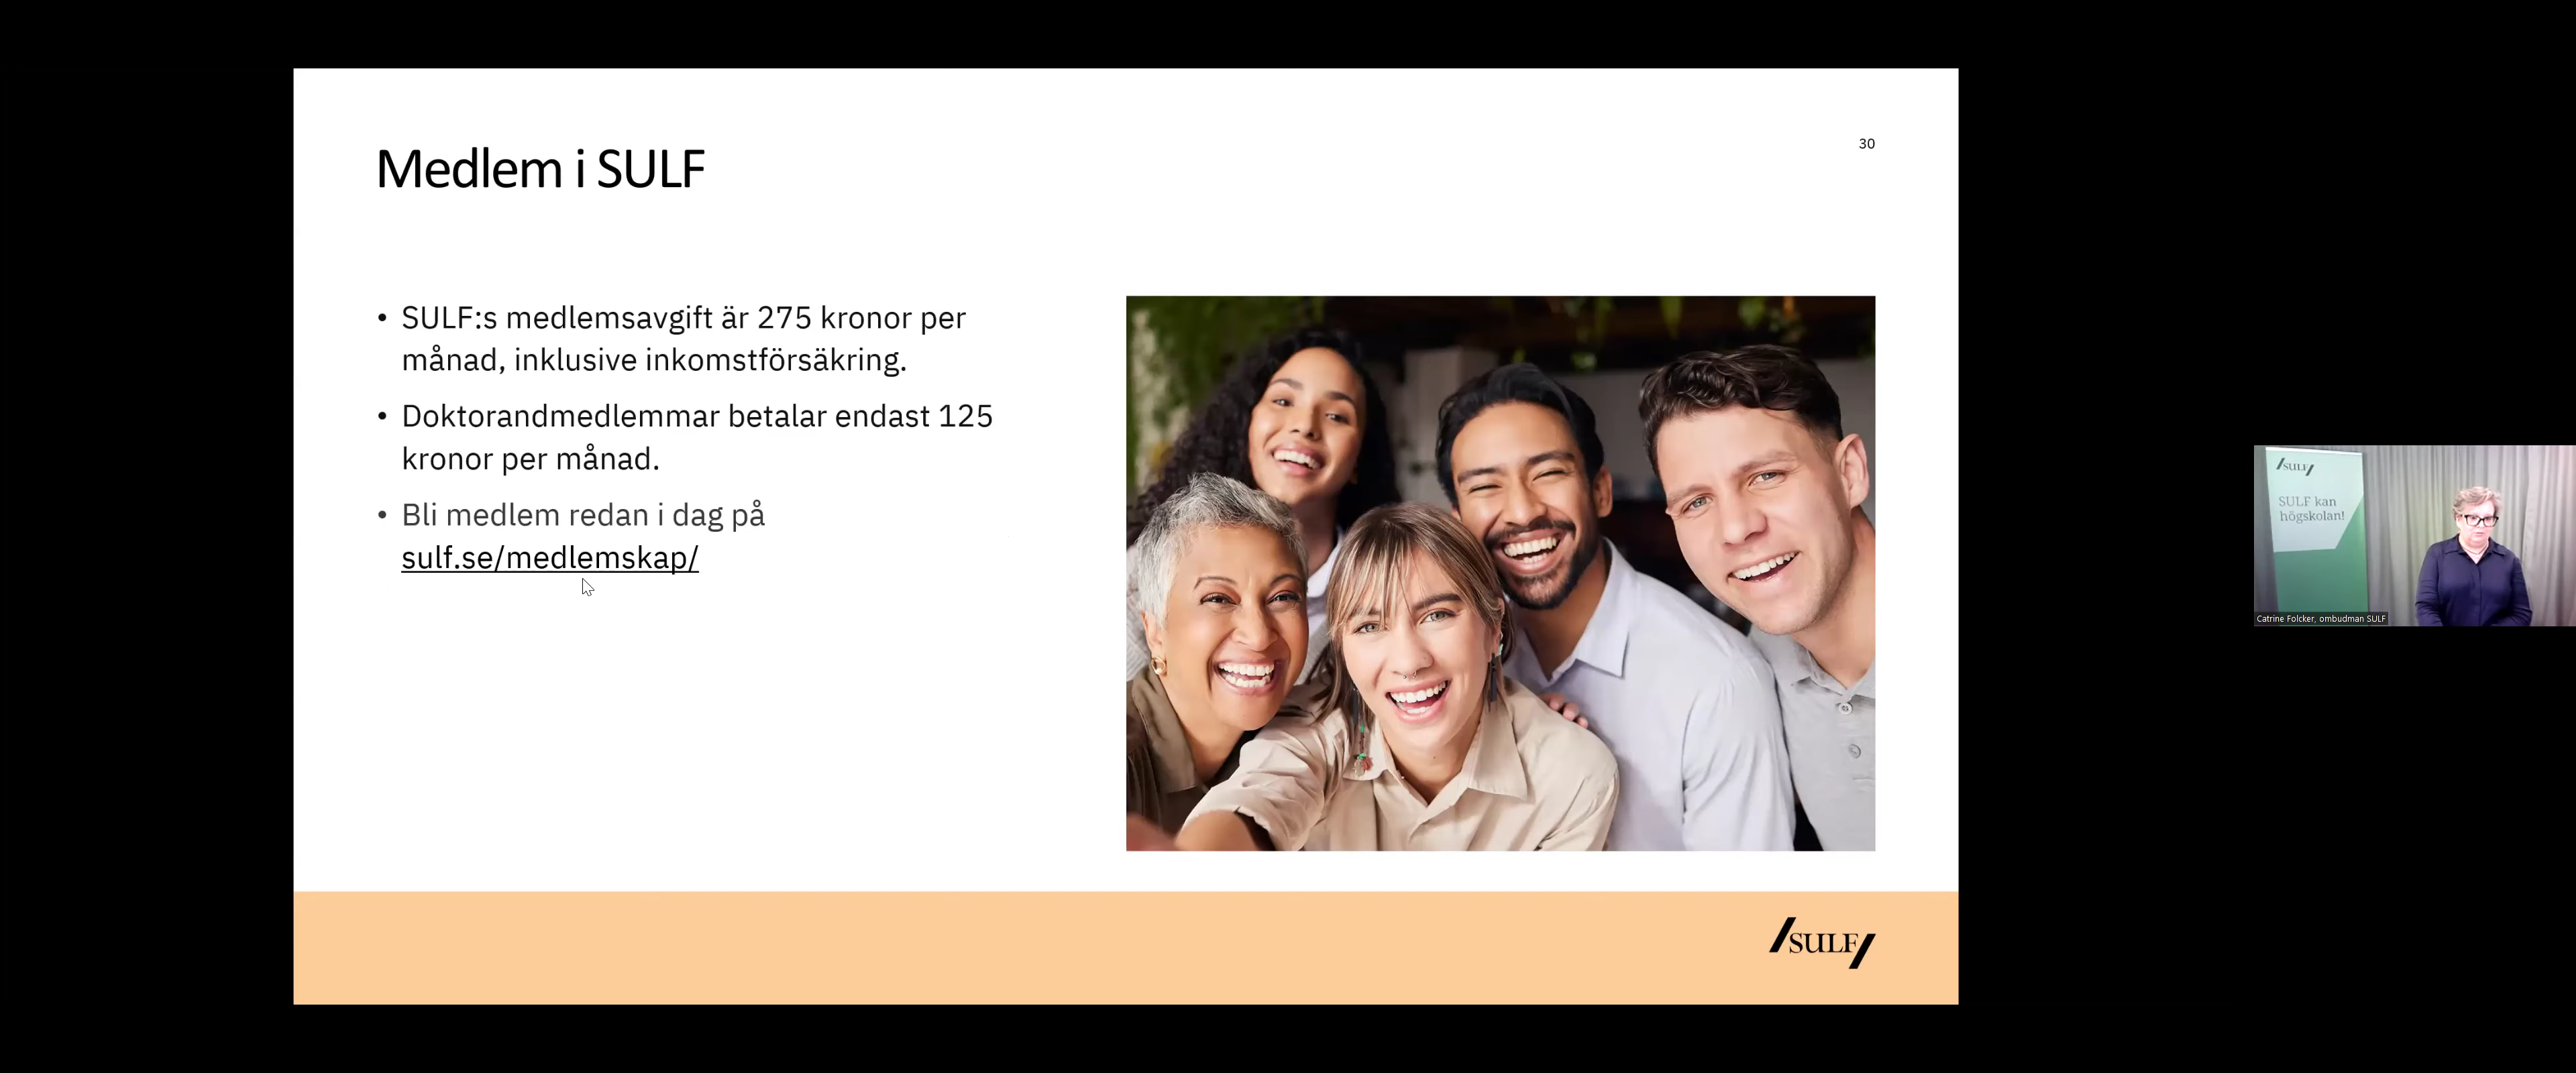 Medlem i SULF
30
• SULF:s medlemsavgift är 275 kronor per
månad, inklusive inkomstförsäkring.
• Doktorandmedlemmar betalar endast 125
kronor per månad.
• Bli medlem redan i dag på
sulf.se/medlemskap/
/SULF/
/SULF/
SULF kan
högskolan!
Catrine Folcker, ombudman SULF